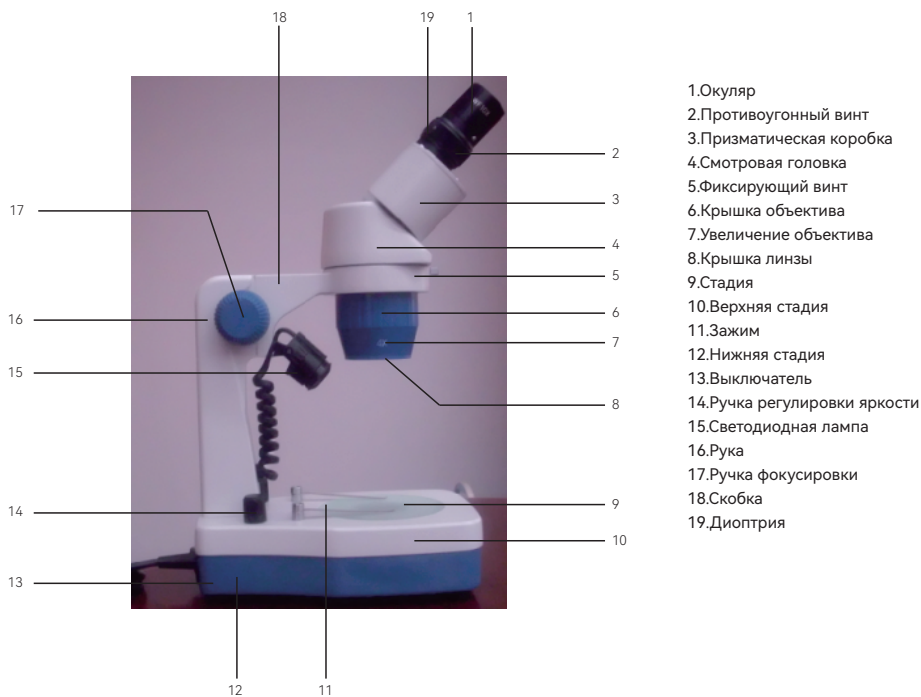 18
19
1
2
3
17
4
5
6
16
7
15
8
9
14
10
13
12
11
1.Окуляр
2.Противоугонный винт
3.Призматическая коробка
4.Смотровая головка
5.Фиксирующий винт
6.Крышка объектива
7.Увеличение объектива
8.Крышка линзы
9.Стадия
10.Верхняя стадия
11.Зажим
12.Нижняя стадия
13.Выключатель
14.Ручка регулировки яркости
15.Светодиодная лампа
16.Рука
17.Ручка фокусировки
18.Скобка
19.Диоптрия